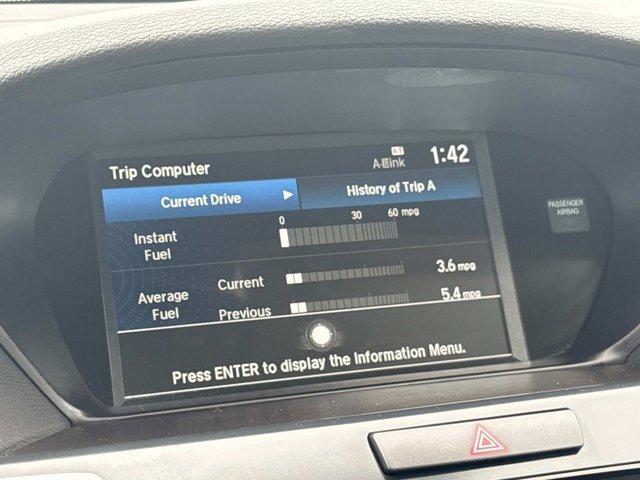 Trip Computer
1:42
Current Drive
History of Trip A
0 30 60 mpg
Instant
Fuel
Average
Fuel
Current
3.6 mpg
Previous
5.4 mpg
Press ENTER to display the Information Menu.
PASSENGER
AIRBAG